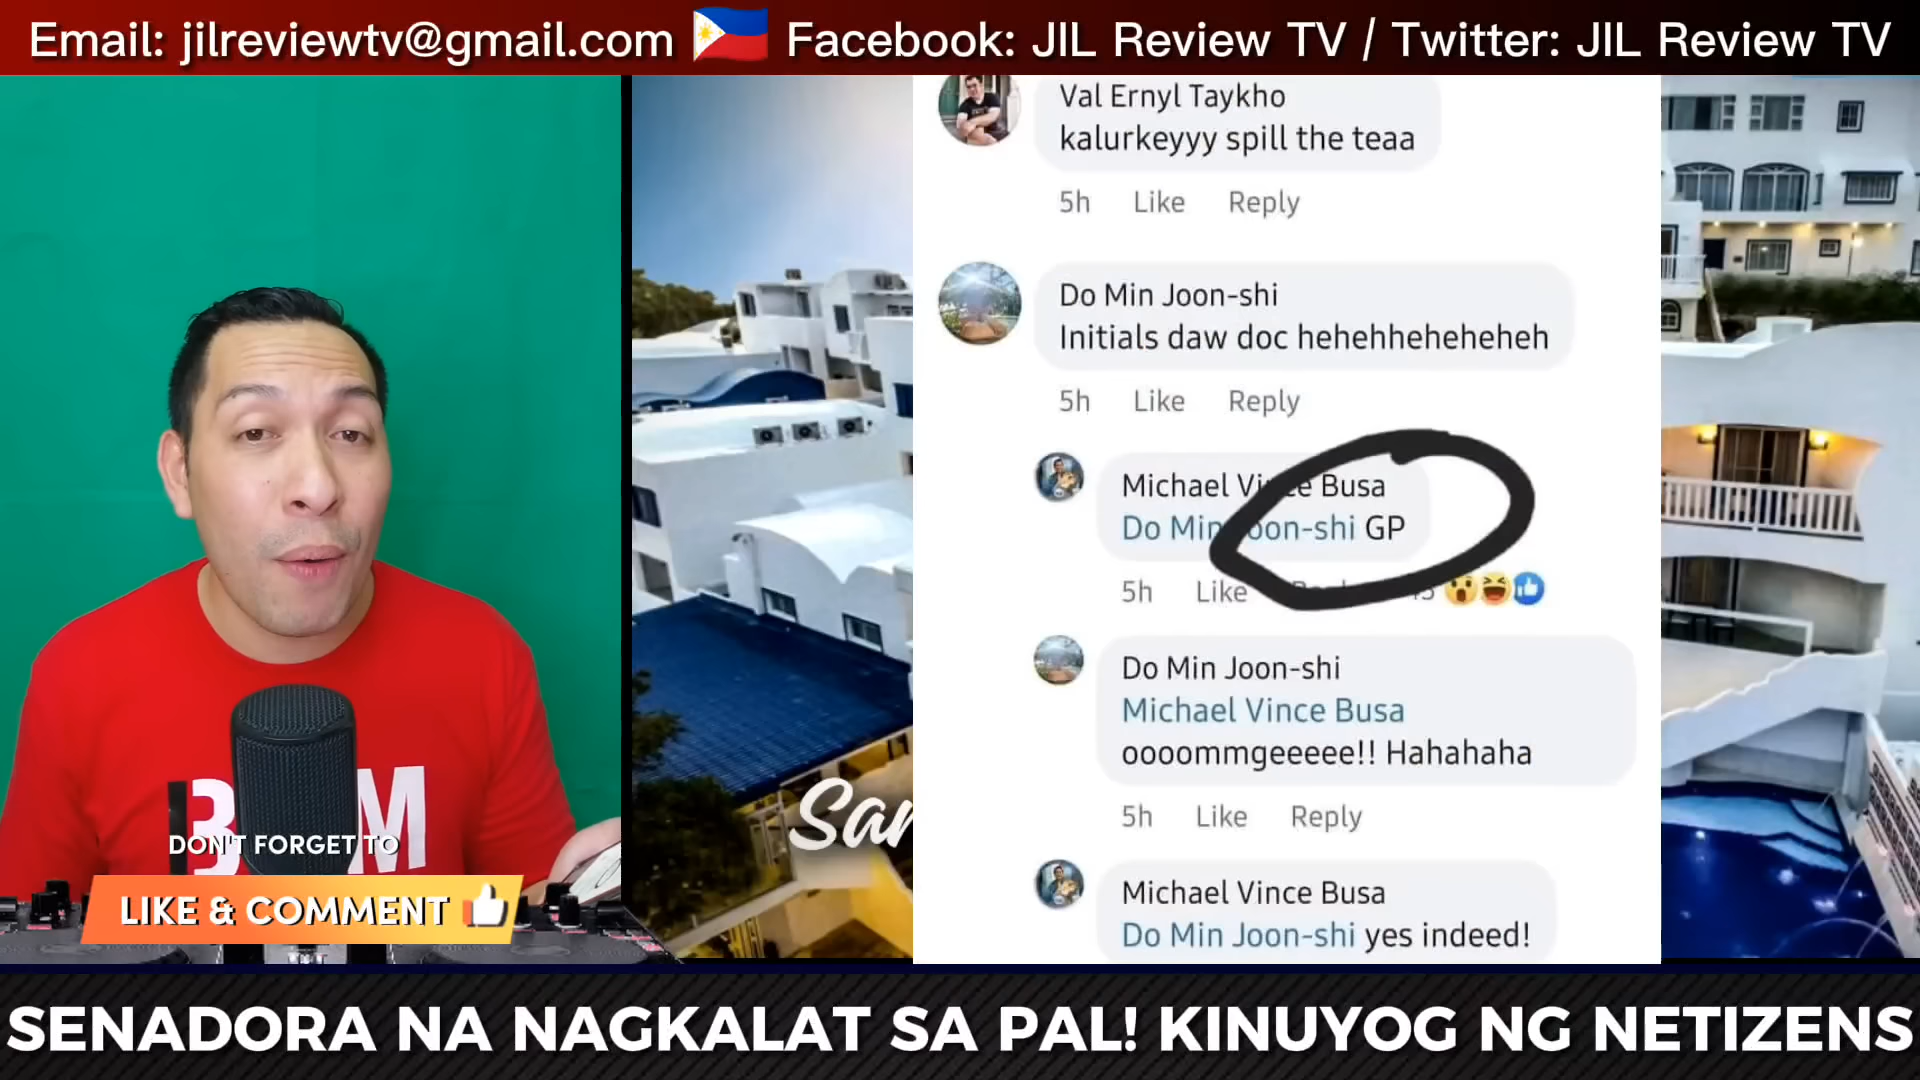 Email: jilreviewtv@gmail.com 🇵🇭 Facebook: JIL Review TV / Twitter: JIL Review TV
Val Ernyl Taykho
kalurkeyyy spill the teaa
5h Like Reply
Do Min Joon-shi
Initials daw doc hehehheheheheh
5h Like Reply
Michael Vince Busa
Do Min Joon-shi GP
5h Like
Do Min Joon-shi
Michael Vince Busa
oooommgeeeee!! Hahahaha
5h Like Reply
Michael Vince Busa
Do Min Joon-shi yes indeed!
DON'T FORGET TO
LIKE & COMMENT
SENADORA NA NAGKALAT SA PAL! KINUYOG NG NETIZENS